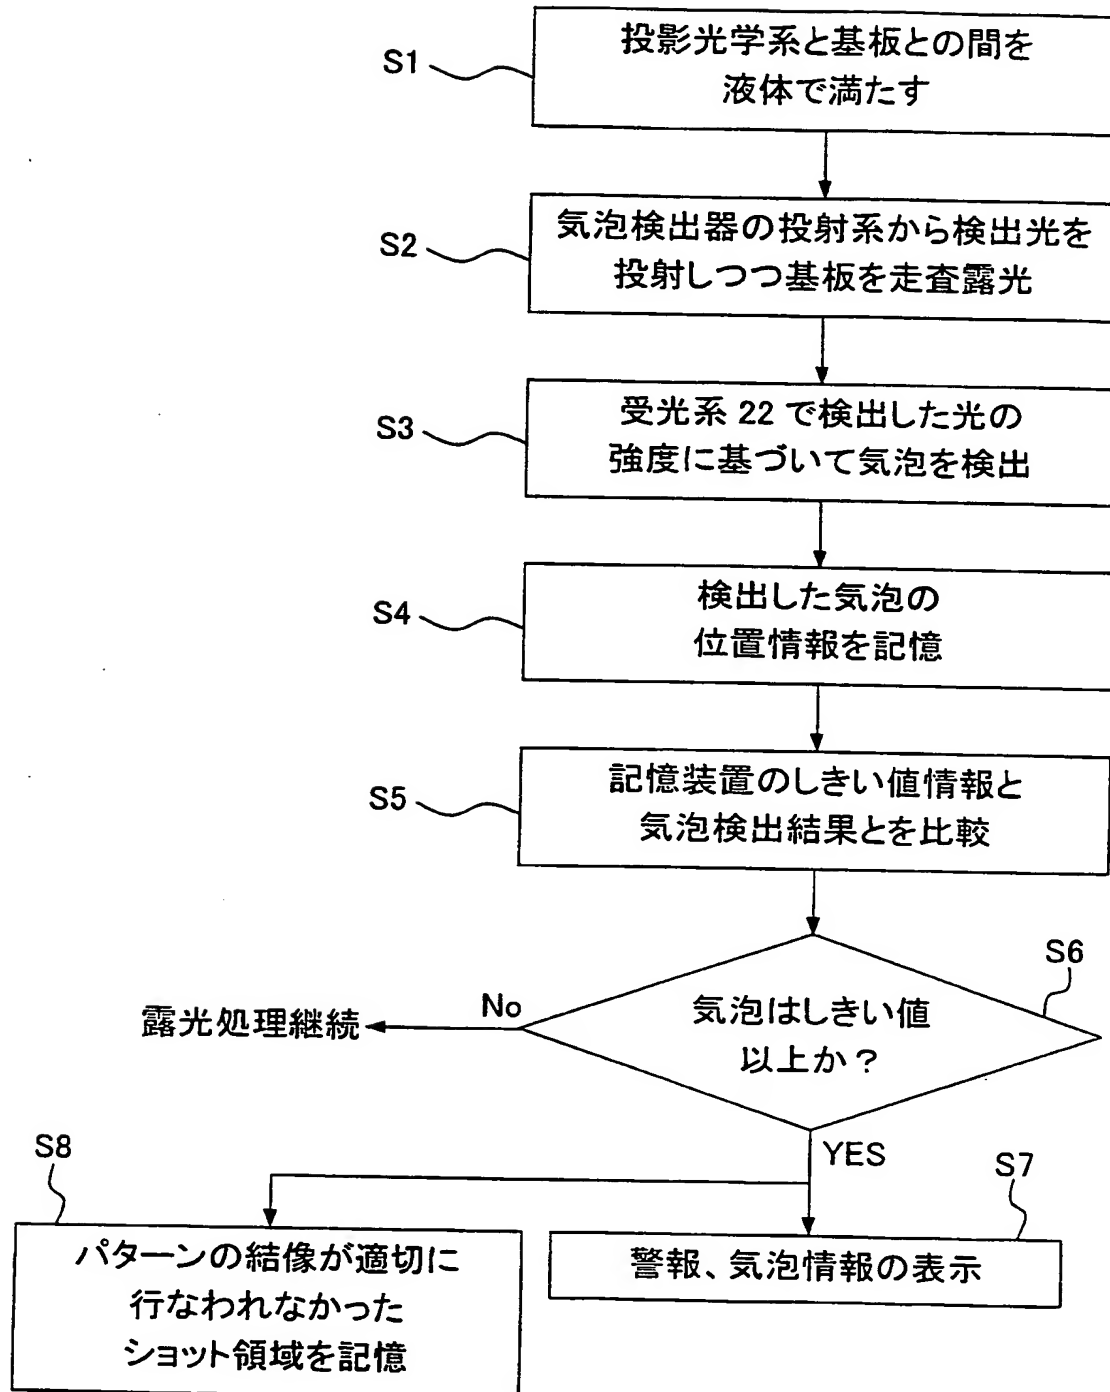 S1
投影光学系と基板との間を
液体で満たす
S2
気泡検出器の投射系から検出光を
投射しつつ基板を走査露光
S3
受光系 22 で検出した光の
強度に基づいて気泡を検出
S4
検出した気泡の
位置情報を記憶
S5
記憶装置のしきい値情報と
気泡検出結果とを比較
S6
気泡はしきい値
以上か？
No
露光処理継続
YES
S8
パターンの結像が適切に
行なわれなかった
ショット領域を記憶
S7
警報、気泡情報の表示